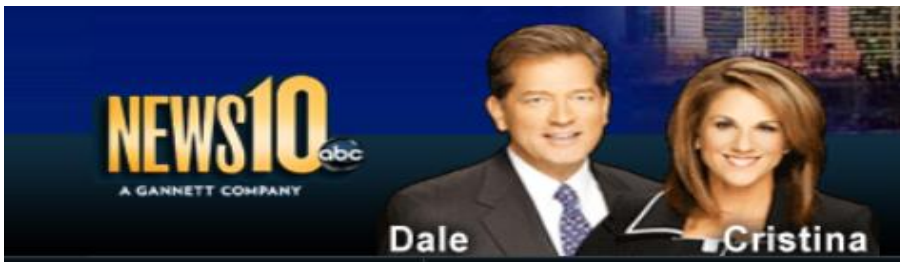 NEWS10
abc
A GANNETT COMPANY
Dale
Cristina